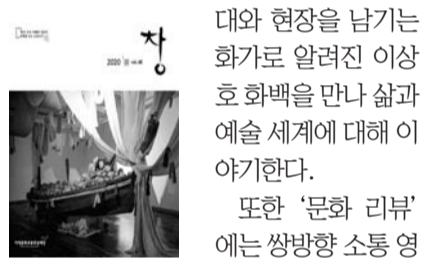 창
2020
대와 현장을 남기는
화가로 알려진 이상
호 화백을 만나 삶과
예술 세계에 대해 이
야기한다.
또한 ‘문화 리뷰’
에는 쌍방향 소통 영